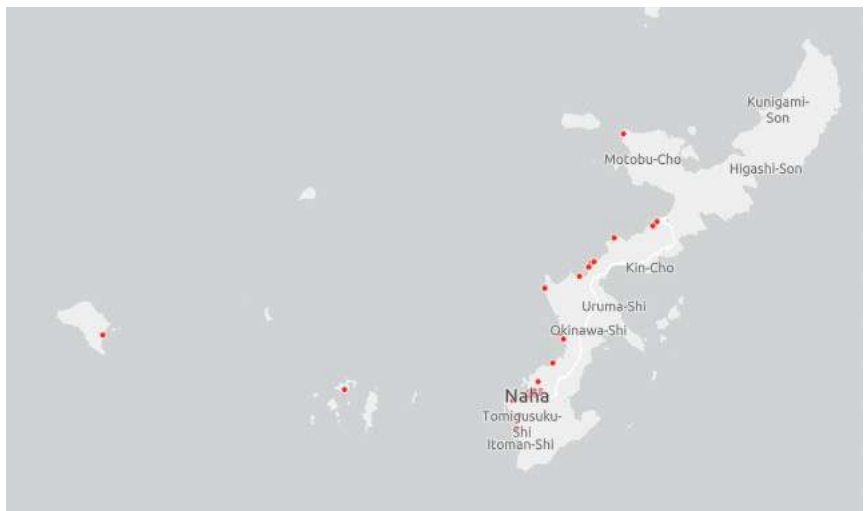 Kunigami-
Son
Motobu-Cho
Higashi-Son
Kin-Cho
Uruma-Shi
Okinawa-Shi
Naha
Tomigusuku-
Shi
Itoman-Shi